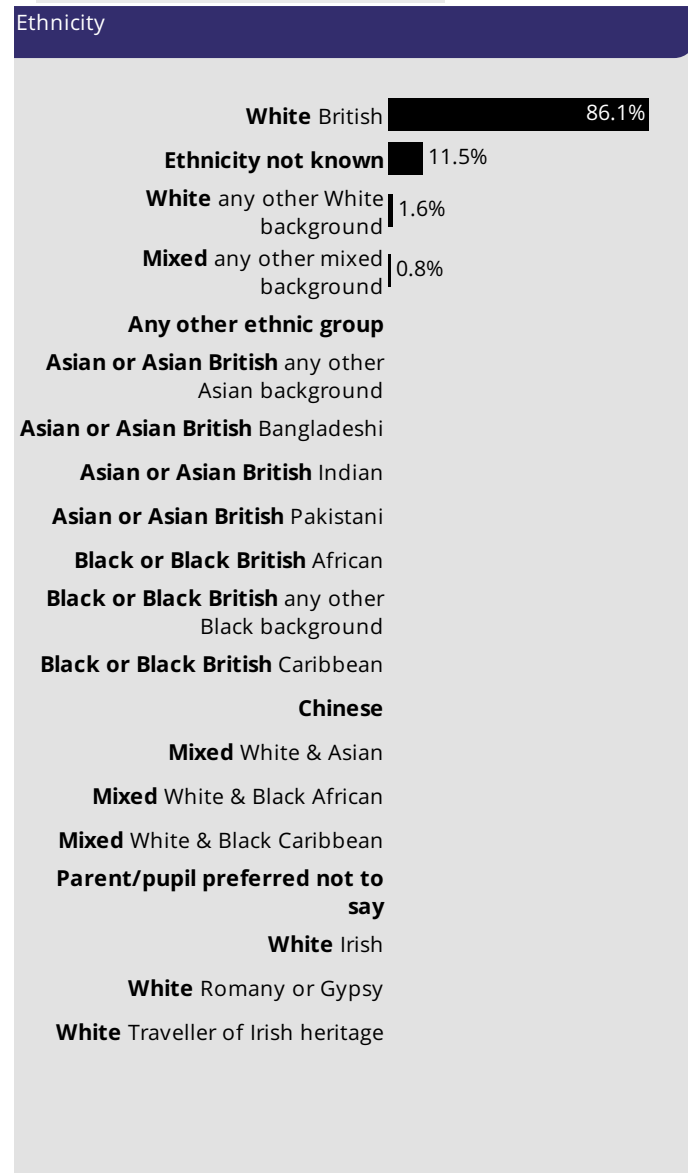 Ethnicity
White British 86.1%
Ethnicity not known 11.5%
White any other White
background 1.6%
Mixed any other mixed
background 0.8%
Any other ethnic group
Asian or Asian British any other
Asian background
Asian or Asian British Bangladeshi
Asian or Asian British Indian
Asian or Asian British Pakistani
Black or Black British African
Black or Black British any other
Black background
Black or Black British Caribbean
Chinese
Mixed White & Asian
Mixed White & Black African
Mixed White & Black Caribbean
Parent/pupil preferred not to
say
White Irish
White Romany or Gypsy
White Traveller of Irish heritage